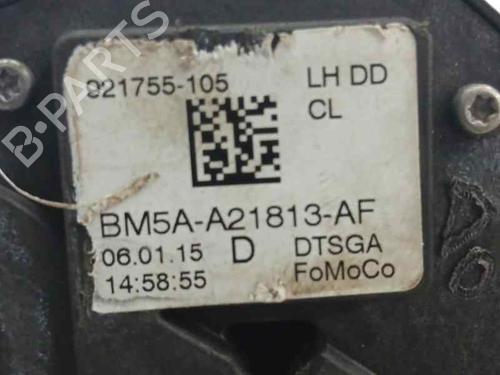 921755-105 LH DD
CL
BM5A-A21813-AF
06.01.15 D DTSGA
14:58:55 FoMoCo
B-PARTS